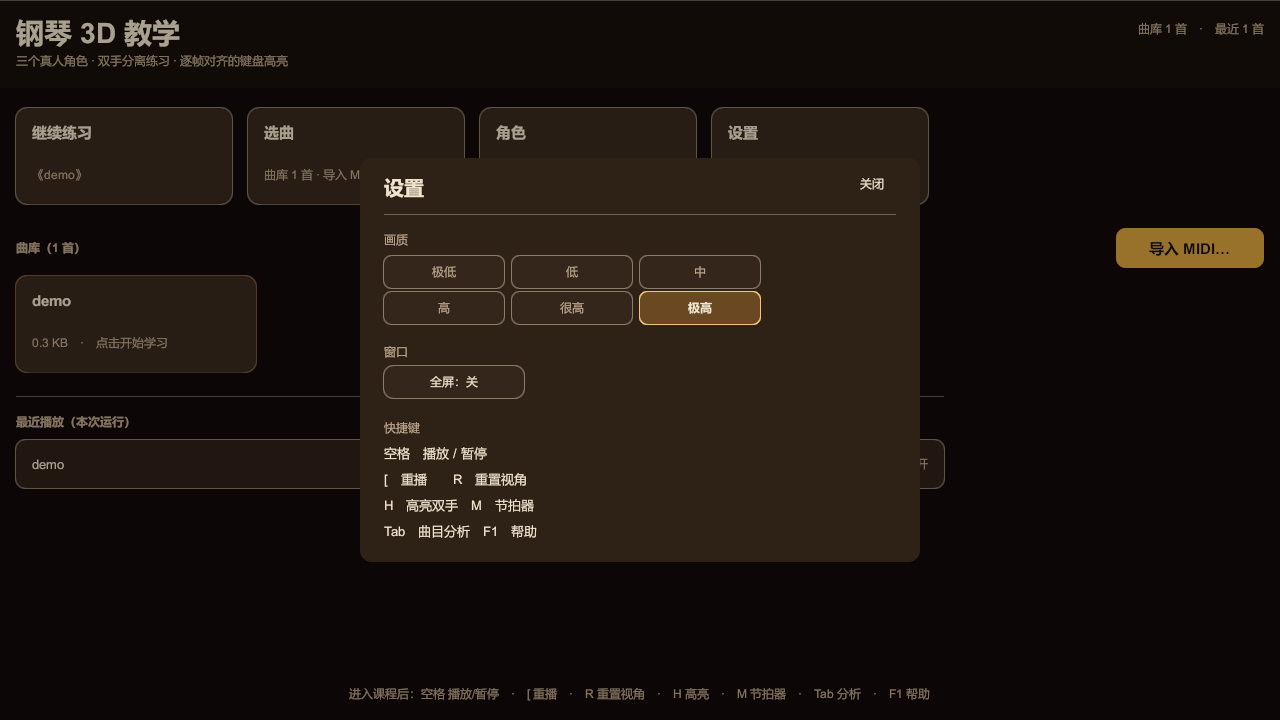 钢琴 3D 教学
曲库 1 首 · 最近 1 首
三个真人角色 · 双手分离练习 · 逐帧对齐的键盘高亮
继续练习
《demo》
选曲
曲库 1 首 · 导入 M
角色
设置
曲库（1 首）
导入 MIDI...
demo
0.3 KB · 点击开始学习
最近播放（本次运行）
demo
设置
关闭
画质
极低
低
中
高
很高
极高
窗口
全屏：关
快捷键
空格 播放 / 暂停
[ 重播 R 重置视角
H 高亮双手 M 节拍器
Tab 曲目分析 F1 帮助
进入课程后：空格 播放/暂停 · [ 重播 · R 重置视角 · H 高亮 · M 节拍器 · Tab 分析 · F1 帮助